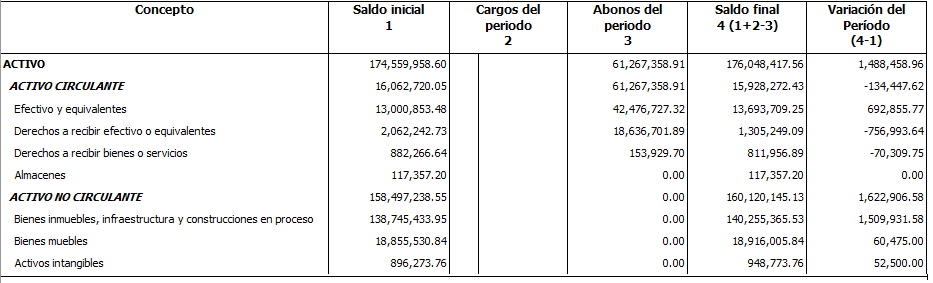 Concepto Saldo inicial 1 Cargos del periodo 2 Abonos del periodo 3 Saldo final 4 (1+2-3) Variación del Período (4-1)
ACTIVO 174,559,958.60 61,267,358.91 176,048,417.56 1,488,458.96
ACTIVO CIRCULANTE 16,062,720.05 61,267,358.91 15,928,272.43 -134,447.62
Efectivo y equivalentes 13,000,853.48 42,476,727.32 13,693,709.25 692,855.77
Derechos a recibir efectivo o equivalentes 2,062,242.73 18,636,701.89 1,305,249.09 -756,993.64
Derechos a recibir bienes o servicios 882,266.64 153,929.70 811,956.89 -70,309.75
Almacenes 117,357.20 0.00 117,357.20 0.00
ACTIVO NO CIRCULANTE 158,497,238.55 0.00 160,120,145.13 1,622,906.58
Bienes inmuebles, infraestructura y construcciones en proceso 138,745,433.95 0.00 140,255,365.53 1,509,931.58
Bienes muebles 18,855,530.84 0.00 18,916,005.84 60,475.00
Activos intangibles 896,273.76 0.00 948,773.76 52,500.00